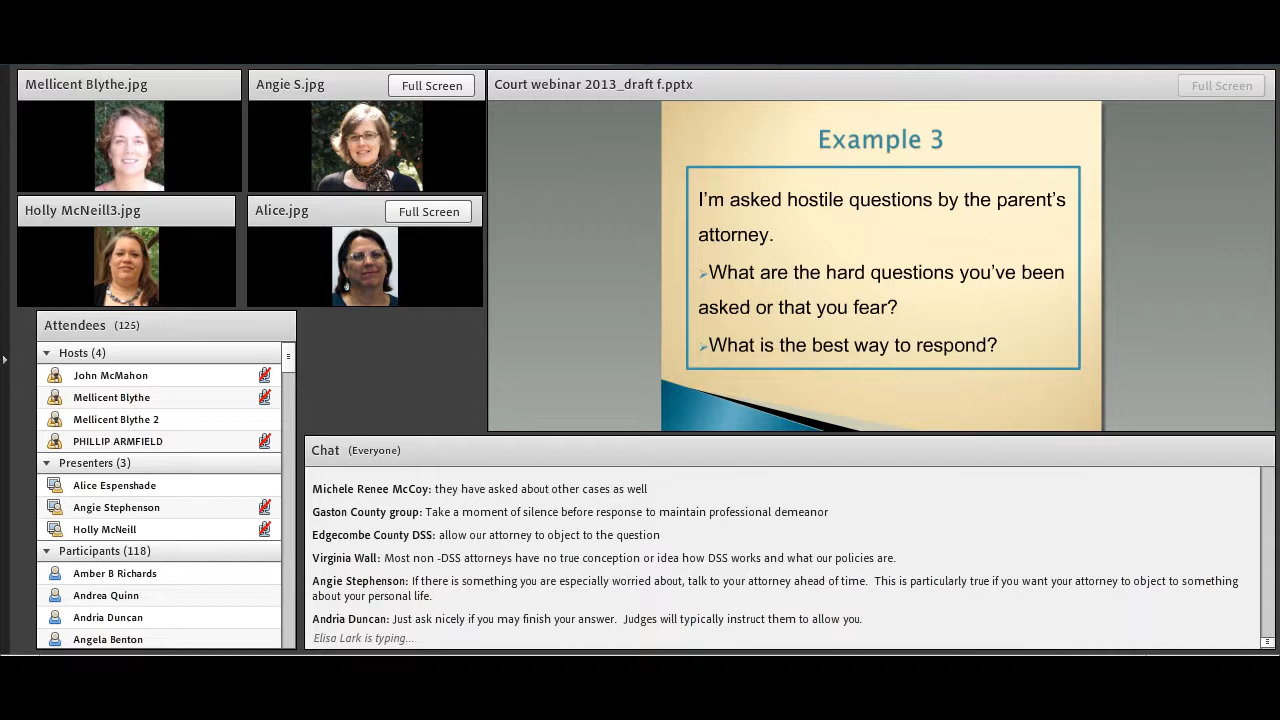 Mellicent Blythe.jpg
Angie S.jpg
Full Screen
Holly McNeill3.jpg
Alice.jpg
Full Screen
Attendees (125)
Hosts (4)
John McMahon
Mellicent Blythe
Mellicent Blythe 2
PHILLIP ARMFIELD
Presenters (3)
Alice Espenshade
Angie Stephenson
Holly McNeill
Participants (118)
Amber B Richards
Andrea Quinn
Andria Duncan
Angela Benton
Court webinar 2013_draft f.pptx
Full Screen
Example 3
I'm asked hostile questions by the parent's
attorney.
What are the hard questions you've been
asked or that you fear?
What is the best way to respond?
Chat (Everyone)
Michele Renee McCoy: they have asked about other cases as well
Gaston County group: Take a moment of silence before response to maintain professional demeanor
Edgecombe County DSS: allow our attorney to object to the question
Virginia Wall: Most non -DSS attorneys have no true conception or idea how DSS works and what our policies are.
Angie Stephenson: If there is something you are especially worried about, talk to your attorney ahead of time.  This is particularly true if you want your attorney to object to something
about your personal life.
Andria Duncan: Just ask nicely if you may finish your answer.  Judges will typically instruct them to allow you.
Elisa Lark is typing...